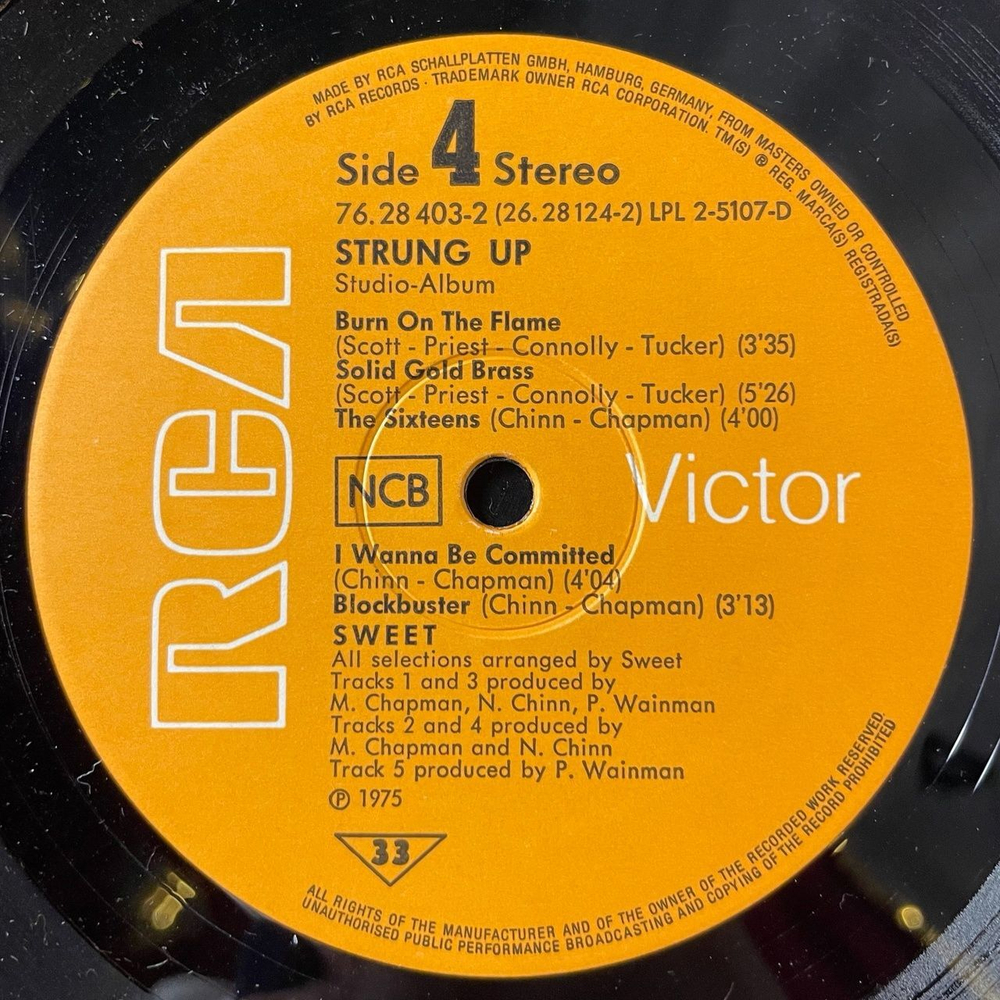 MADE BY RCA SCHALLPLATTEN GMBH, HAMBURG, GERMANY, FROM MASTERS OWNED OR CONTROLLED
BY RCA RECORDS · TRADEMARK OWNER RCA CORPORATION. TM(S) ® REG. MARCA(S) REGISTRADA(S)
Side 4 Stereo
76.28 403-2 (26.28 124-2) LPL 2-5107-D
STRUNG UP
Studio-Album
Burn On The Flame
(Scott - Priest - Connolly - Tucker) (3'35)
Solid Gold Brass
(Scott - Priest - Connolly - Tucker) (5'26)
The Sixteens (Chinn - Chapman) (4'00)
RCA
NCB
Victor
I Wanna Be Committed
(Chinn - Chapman) (4'04)
Blockbuster (Chinn - Chapman) (3'13)
SWEET
All selections arranged by Sweet
Tracks 1 and 3 produced by
M. Chapman, N. Chinn, P. Wainman
Tracks 2 and 4 produced by
M. Chapman and N. Chinn
Track 5 produced by P. Wainman
℗ 1975
33
ALL RIGHTS OF THE MANUFACTURER AND OF THE OWNER OF THE RECORDED WORK RESERVED.
UNAUTHORISED PUBLIC PERFORMANCE BROADCASTING AND COPYING OF THE RECORD PROHIBITED